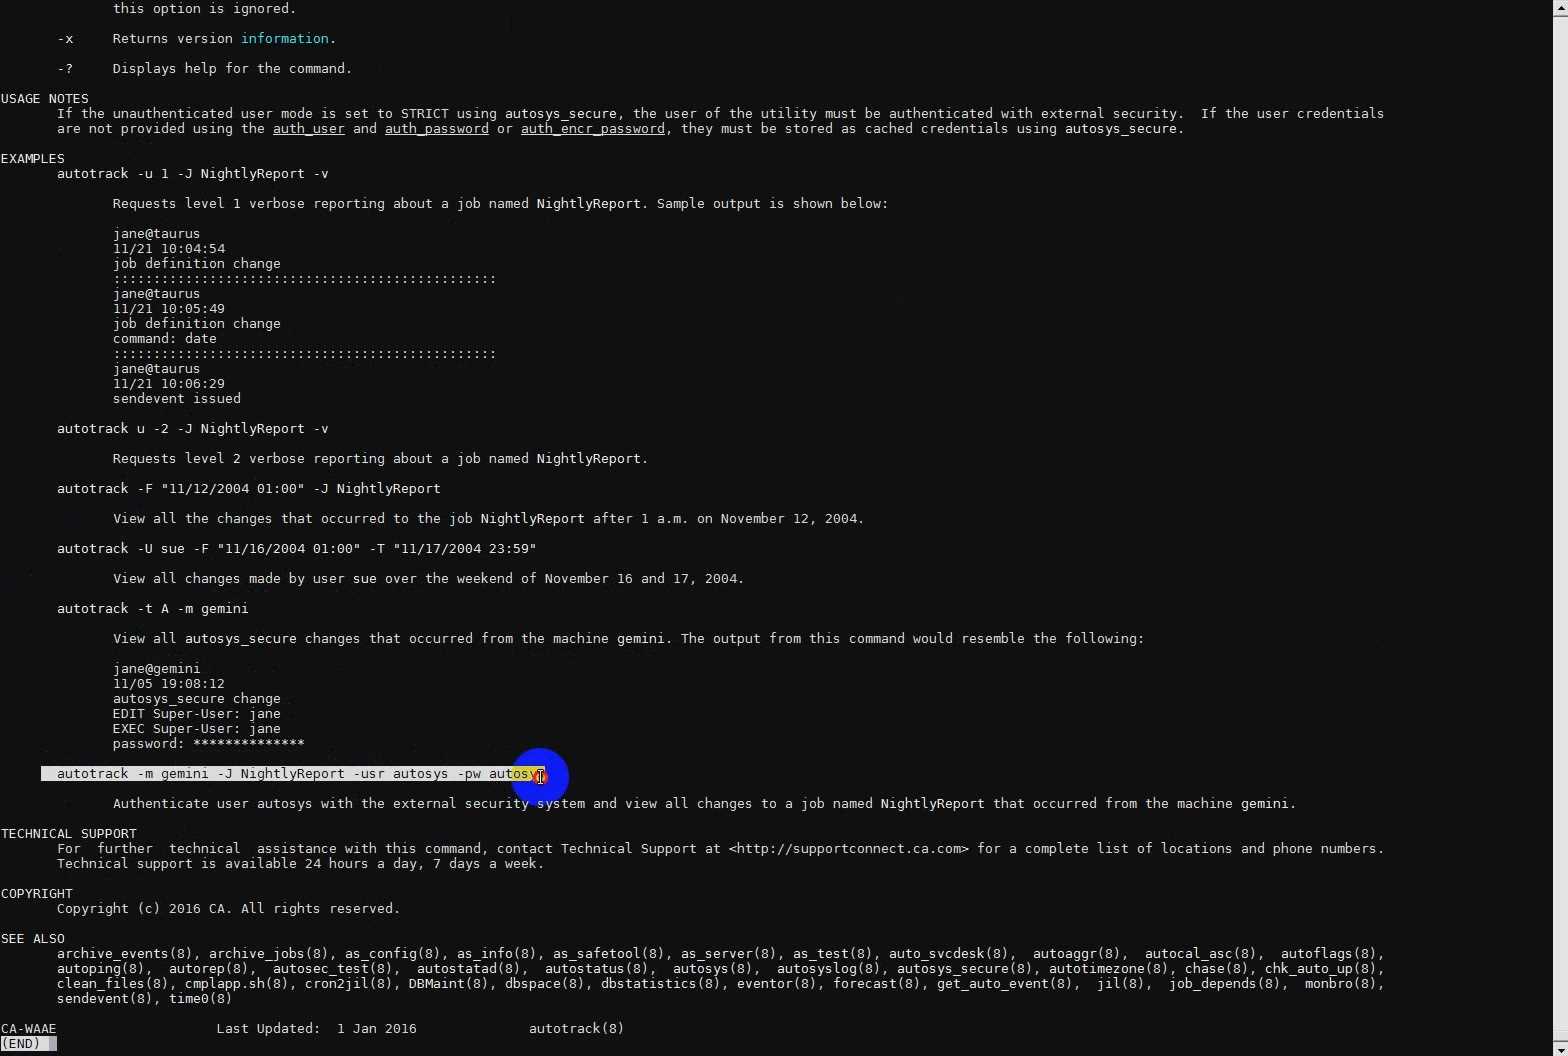 this option is ignored.
-x     Returns version information.
-?     Displays help for the command.
USAGE NOTES
If the unauthenticated user mode is set to STRICT using autosys_secure, the user of the utility must be authenticated with external security.  If the user credentials
are not provided using the auth_user and auth_password or auth_encr_password, they must be stored as cached credentials using autosys_secure.
EXAMPLES
autotrack -u 1 -J NightlyReport -v
Requests level 1 verbose reporting about a job named NightlyReport. Sample output is shown below:
jane@taurus
11/21 10:04:54
job definition change
::::::::::::::::::::::::::::::::::::::::::::::::
jane@taurus
11/21 10:05:49
job definition change
command: date
::::::::::::::::::::::::::::::::::::::::::::::::
jane@taurus
11/21 10:06:29
sendevent issued
autotrack u -2 -J NightlyReport -v
Requests level 2 verbose reporting about a job named NightlyReport.
autotrack -F "11/12/2004 01:00" -J NightlyReport
View all the changes that occurred to the job NightlyReport after 1 a.m. on November 12, 2004.
autotrack -U sue -F "11/16/2004 01:00" -T "11/17/2004 23:59"
View all changes made by user sue over the weekend of November 16 and 17, 2004.
autotrack -t A -m gemini
View all autosys_secure changes that occurred from the machine gemini. The output from this command would resemble the following:
jane@gemini
11/05 19:08:12
autosys_secure change
EDIT Super-User: jane
EXEC Super-User: jane
password: **************
autotrack -m gemini -J NightlyReport -usr autosys -pw autosys
Authenticate user autosys with the external security system and view all changes to a job named NightlyReport that occurred from the machine gemini.
TECHNICAL SUPPORT
For  further  technical  assistance with this command, contact Technical Support at <http://supportconnect.ca.com> for a complete list of locations and phone numbers.
Technical support is available 24 hours a day, 7 days a week.
COPYRIGHT
Copyright (c) 2016 CA. All rights reserved.
SEE ALSO
archive_events(8), archive_jobs(8), as_config(8), as_info(8), as_safetool(8), as_server(8), as_test(8), auto_svcdesk(8),  autoaggr(8),  autocal_asc(8),  autoflags(8),
autoping(8),  autorep(8),  autosec_test(8),  autostatad(8),  autostatus(8),  autosys(8),  autosyslog(8), autosys_secure(8), autotimezone(8), chase(8), chk_auto_up(8),
clean_files(8), cmplapp.sh(8), cron2jil(8), DBMaint(8), dbspace(8), dbstatistics(8), eventor(8), forecast(8), get_auto_event(8),  jil(8),  job_depends(8),  monbro(8),
sendevent(8), time0(8)
CA-WAAE                    Last Updated:  1 Jan 2016              autotrack(8)
(END)